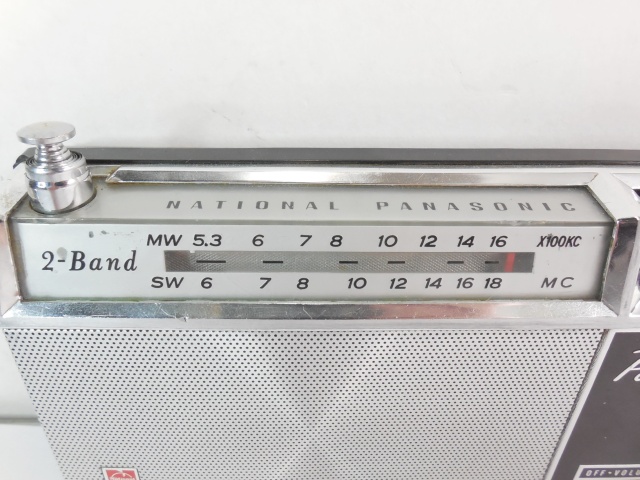 NATIONAL PANASONIC
MW 5.3 6 7 8 10 12 14 16 X100KC
2-Band
SW 6 7 8 10 12 14 16 18 MC